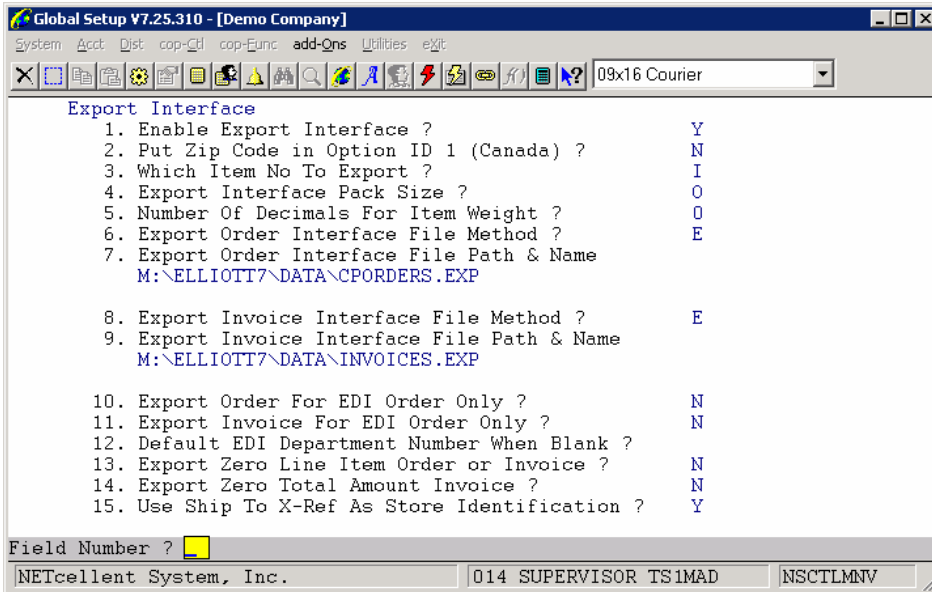 Global Setup V7.25.310 - [Demo Company]
System Acct Dist cop-Ctl cop-Func add-Ons Utilities eXit
09x16 Courier
Export Interface
1. Enable Export Interface ? Y
2. Put Zip Code in Option ID 1 (Canada) ? N
3. Which Item No To Export ? I
4. Export Interface Pack Size ? O
5. Number Of Decimals For Item Weight ? 0
6. Export Order Interface File Method ? E
7. Export Order Interface File Path & Name
M:\ELLIOTT7\DATA\CPORDERS.EXP
8. Export Invoice Interface File Method ? E
9. Export Invoice Interface File Path & Name
M:\ELLIOTT7\DATA\INVOICES.EXP
10. Export Order For EDI Order Only ? N
11. Export Invoice For EDI Order Only ? N
12. Default EDI Department Number When Blank ?
13. Export Zero Line Item Order or Invoice ? N
14. Export Zero Total Amount Invoice ? N
15. Use Ship To X-Ref As Store Identification ? Y
Field Number ?
NETcellent System, Inc. 014 SUPERVISOR TS1MAD NSCTLMNV